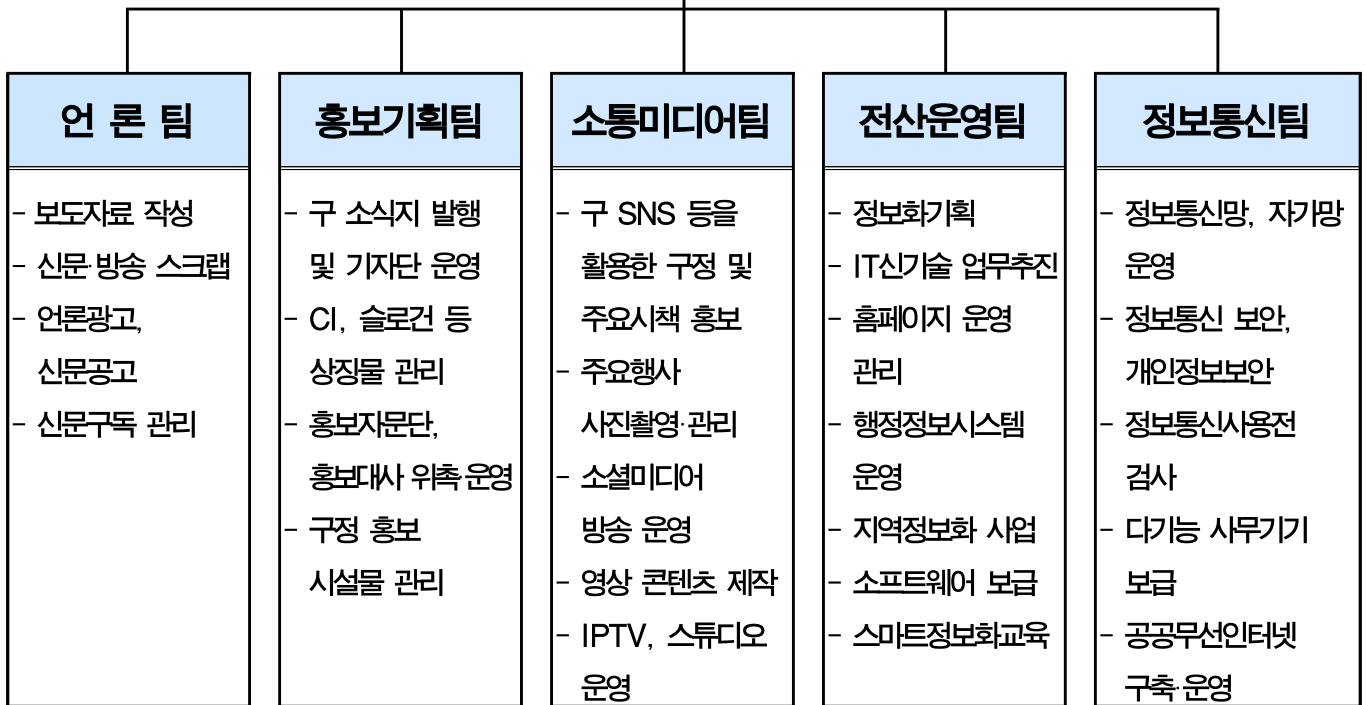 언 론 팀
- 보도자료 작성
- 신문·방송 스크랩
- 언론광고,
신문공고
- 신문구독 관리
홍보기획팀
- 구 소식지 발행
및 기자단 운영
- CI, 슬로건 등
상징물 관리
- 홍보자문단,
홍보대사 위촉·운영
- 구정 홍보
시설물 관리
소통미디어팀
- 구 SNS 등을
활용한 구정 및
주요시책 홍보
- 주요행사
사진촬영·관리
- 소셜미디어
방송 운영
- 영상 콘텐츠 제작
- IPTV, 스튜디오
운영
전산운영팀
- 정보화기획
- IT신기술 업무추진
- 홈페이지 운영
관리
- 행정정보시스템
운영
- 지역정보화 사업
- 소프트웨어 보급
- 스마트정보화교육
정보통신팀
- 정보통신망, 자가망
운영
- 정보통신 보안,
개인정보보안
- 정보통신사용전
검사
- 다기능 사무기기
보급
- 공공무선인터넷
구축·운영